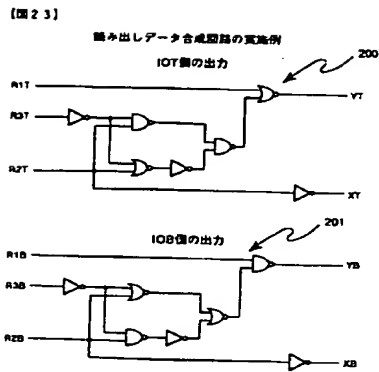 【図23】
読み出しデータ合成回路の実施例
IOT側の出力
200
R1T
YT
R3T
R2T
XT
IOB側の出力
201
R1B
YB
R3B
R2B
XB